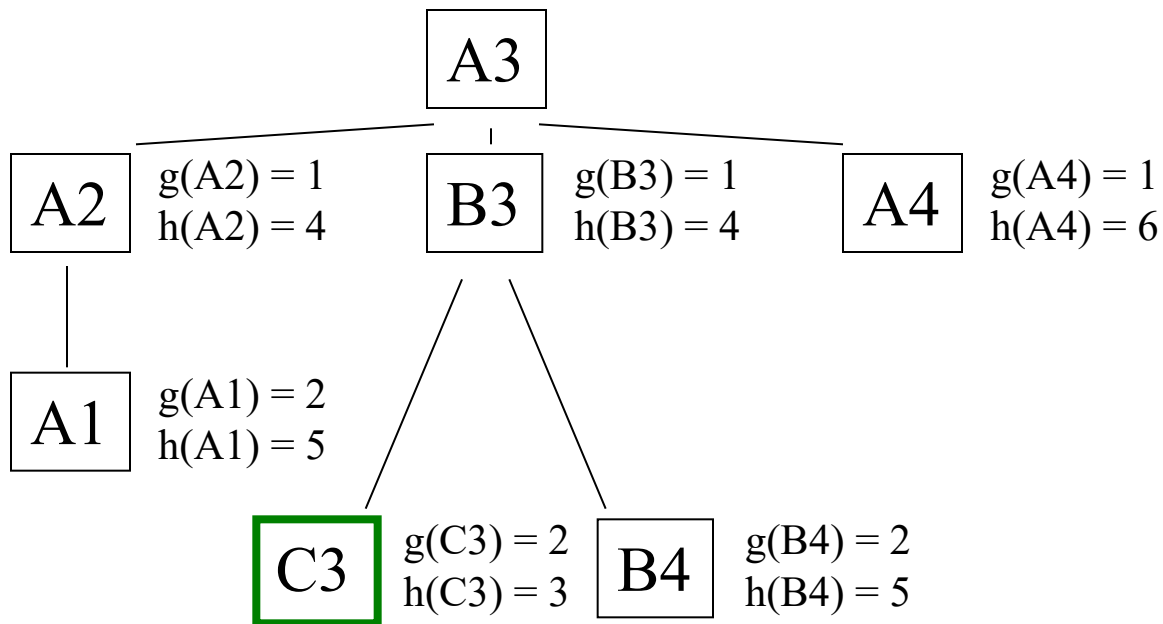 A3
A2
g(A2) = 1
h(A2) = 4
B3
g(B3) = 1
h(B3) = 4
A4
g(A4) = 1
h(A4) = 6
A1
g(A1) = 2
h(A1) = 5
C3
g(C3) = 2
h(C3) = 3
B4
g(B4) = 2
h(B4) = 5